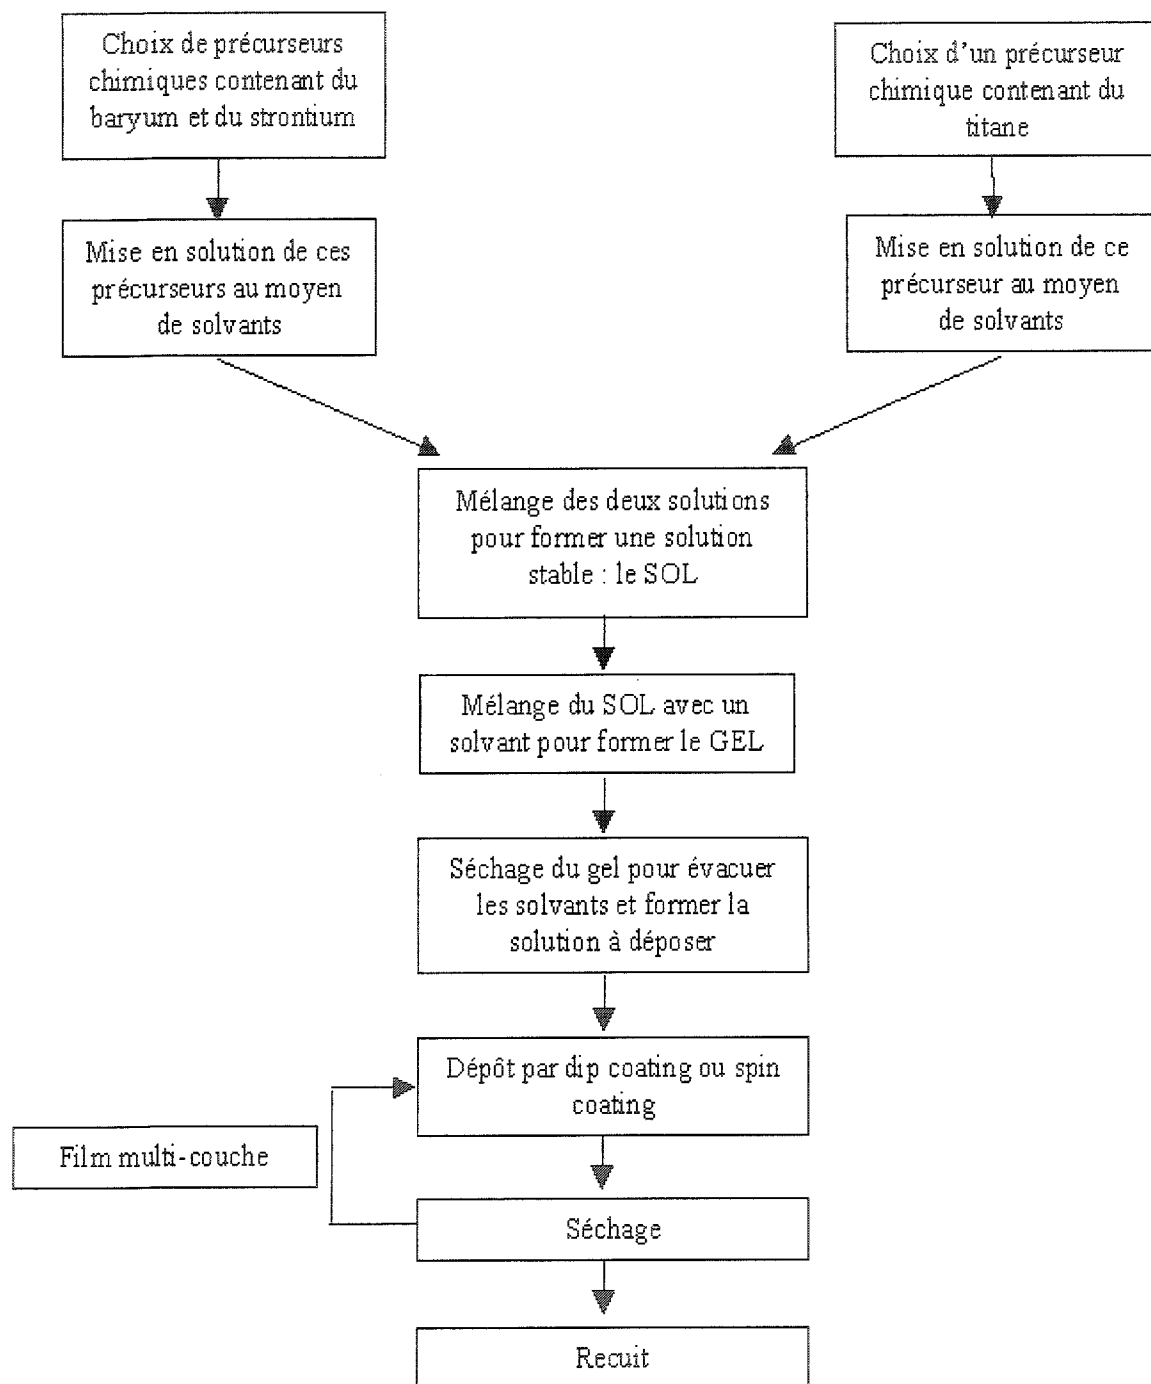 Choix de précurseurs
chimiques contenant du
baryum et du strontium
Choix d'un précurseur
chimique contenant du
titane
Mise en solution de ces
précurseurs au moyen
de solvants
Mise en solution de ce
précurseur au moyen
de solvants
Mélange des deux solutions
pour former une solution
stable : le SOL
Mélange du SOL avec un
solvant pour former le GEL
Séchage du gel pour évacuer
les solvants et former la
solution à déposer
Dépôt par dip coating ou spin
coating
Film multi-couche
Séchage
Recuit